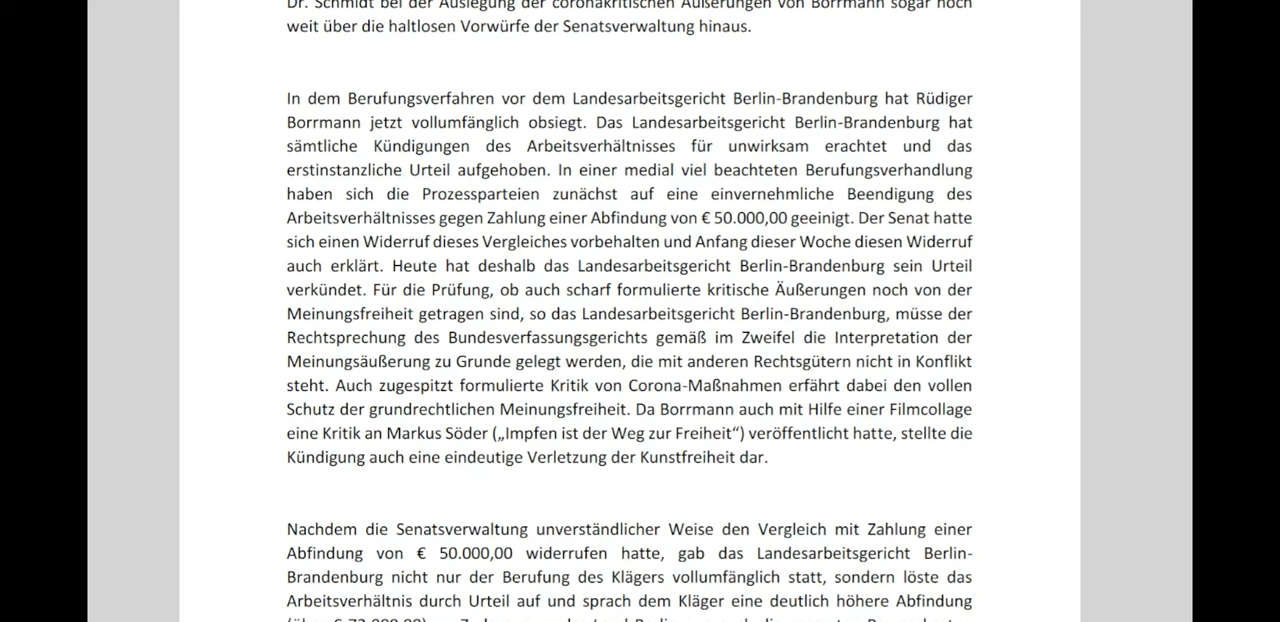 Dr. Schmidt bei der Auslegung der coronakritischen Äußerungen von Borrmann sogar noch
weit über die haltlosen Vorwürfe der Senatsverwaltung hinaus.
In dem Berufungsverfahren vor dem Landesarbeitsgericht Berlin-Brandenburg hat Rüdiger
Borrmann jetzt vollumfänglich obsiegt. Das Landesarbeitsgericht Berlin-Brandenburg hat
sämtliche Kündigungen des Arbeitsverhältnisses für unwirksam erachtet und das
erstinstanzliche Urteil aufgehoben. In einer medial viel beachteten Berufungsverhandlung
haben sich die Prozessparteien zunächst auf eine einvernehmliche Beendigung des
Arbeitsverhältnisses gegen Zahlung einer Abfindung von € 50.000,00 geeinigt. Der Senat hatte
sich einen Widerruf dieses Vergleiches vorbehalten und Anfang dieser Woche diesen Widerruf
auch erklärt. Heute hat deshalb das Landesarbeitsgericht Berlin-Brandenburg sein Urteil
verkündet. Für die Prüfung, ob auch scharf formulierte kritische Äußerungen noch von der
Meinungsfreiheit getragen sind, so das Landesarbeitsgericht Berlin-Brandenburg, müsse der
Rechtsprechung des Bundesverfassungsgerichts gemäß im Zweifel die Interpretation der
Meinungsäußerung zu Grunde gelegt werden, die mit anderen Rechtsgütern nicht in Konflikt
steht. Auch zugespitzt formulierte Kritik von Corona-Maßnahmen erfährt dabei den vollen
Schutz der grundrechtlichen Meinungsfreiheit. Da Borrmann auch mit Hilfe einer Filmcollage
eine Kritik an Markus Söder („Impfen ist der Weg zur Freiheit“) veröffentlicht hatte, stellte die
Kündigung auch eine eindeutige Verletzung der Kunstfreiheit dar.
Nachdem die Senatsverwaltung unverständlicher Weise den Vergleich mit Zahlung einer
Abfindung von € 50.000,00 widerrufen hatte, gab das Landesarbeitsgericht Berlin-
Brandenburg nicht nur der Berufung des Klägers vollumfänglich statt, sondern löste das
Arbeitsverhältnis durch Urteil auf und sprach dem Kläger eine deutlich höhere Abfindung